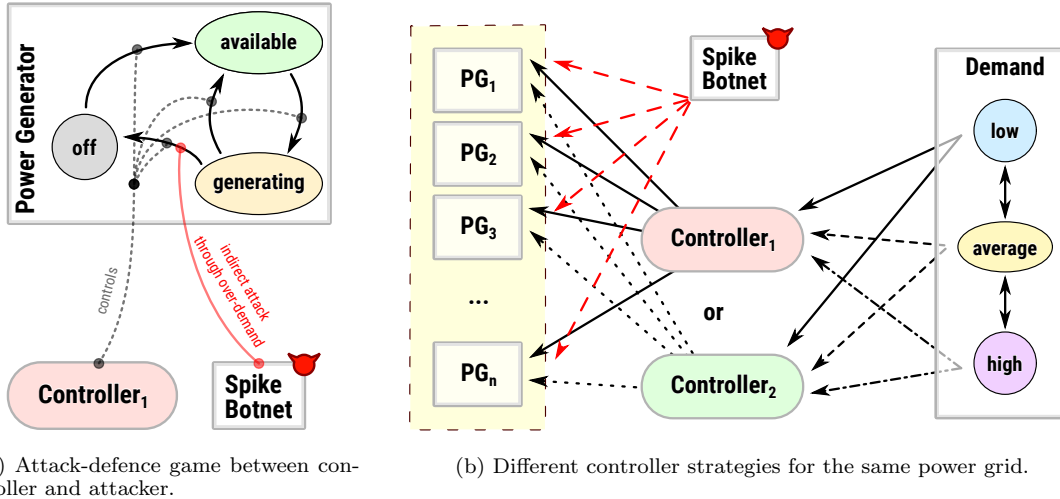 Power Generator
available
off
generating
controls
indirect attack
through over-demand
Controller1
Spike
Botnet
) Attack-defence game between con-
oller and attacker.
PG1
PG2
PG3
...
PGn
Spike
Botnet
Controller1
or
Controller2
Demand
low
average
high
(b) Different controller strategies for the same power grid.